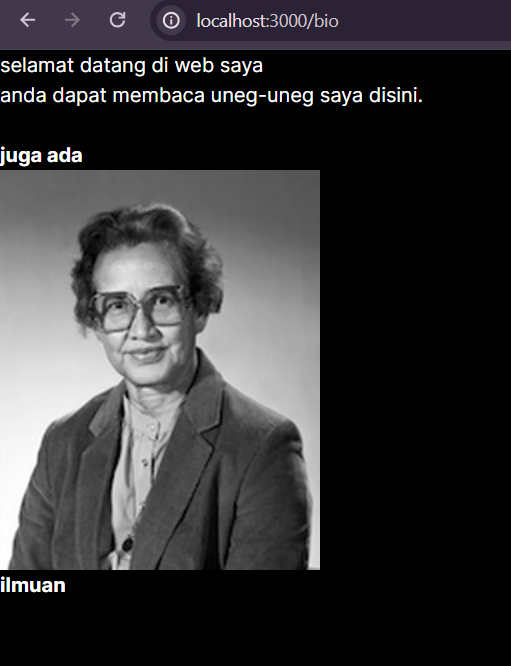 localhost:3000/bio
selamat datang di web saya
anda dapat membaca uneg-uneg saya disini.
juga ada
ilmuan